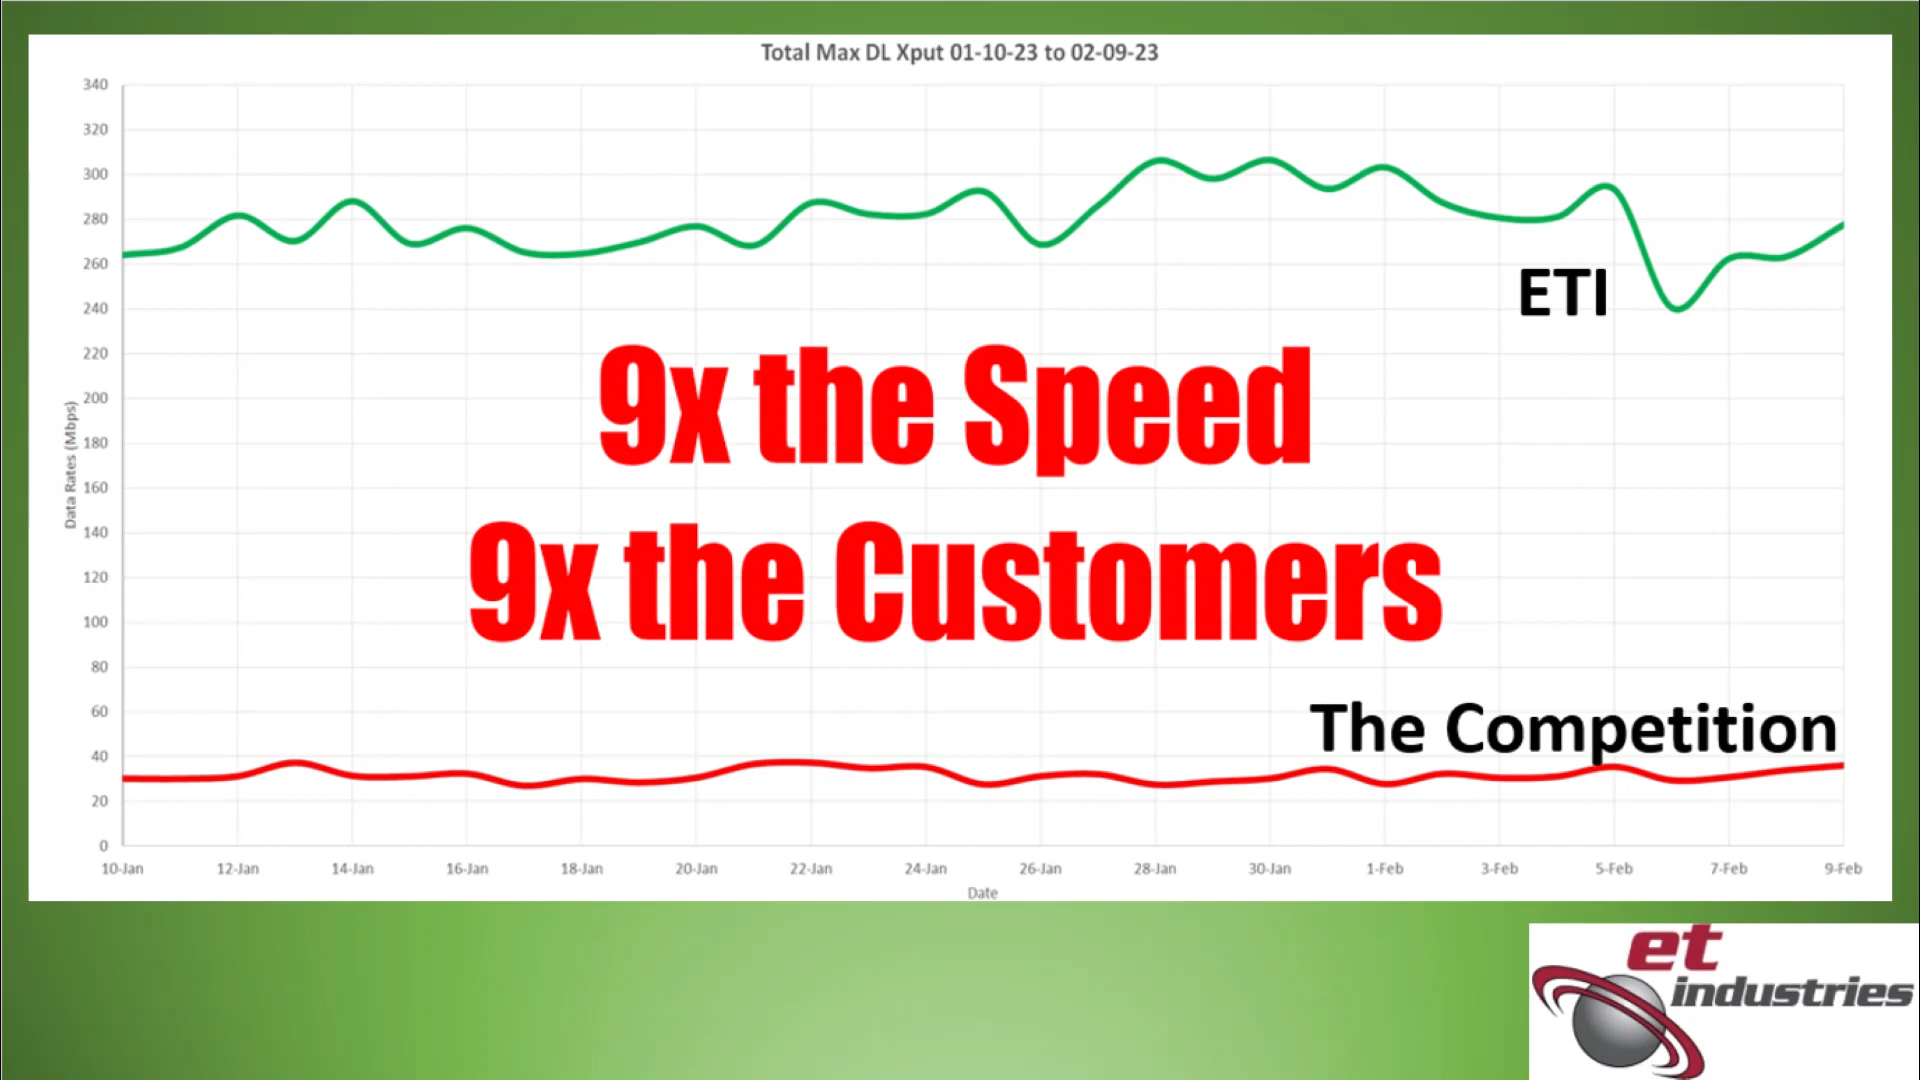 Total Max DL Xput 01-10-23 to 02-09-23
340
320
300
280
260
240
220
200
180
160
140
120
100
80
60
40
20
0
Data Rates (Mbps)
ETI
9x the Speed
9x the Customers
The Competition
10-Jan 12-Jan 14-Jan 16-Jan 18-Jan 20-Jan 22-Jan 24-Jan 26-Jan 28-Jan 30-Jan 1-Feb 3-Feb 5-Feb 7-Feb 9-Feb
Date
et
industries